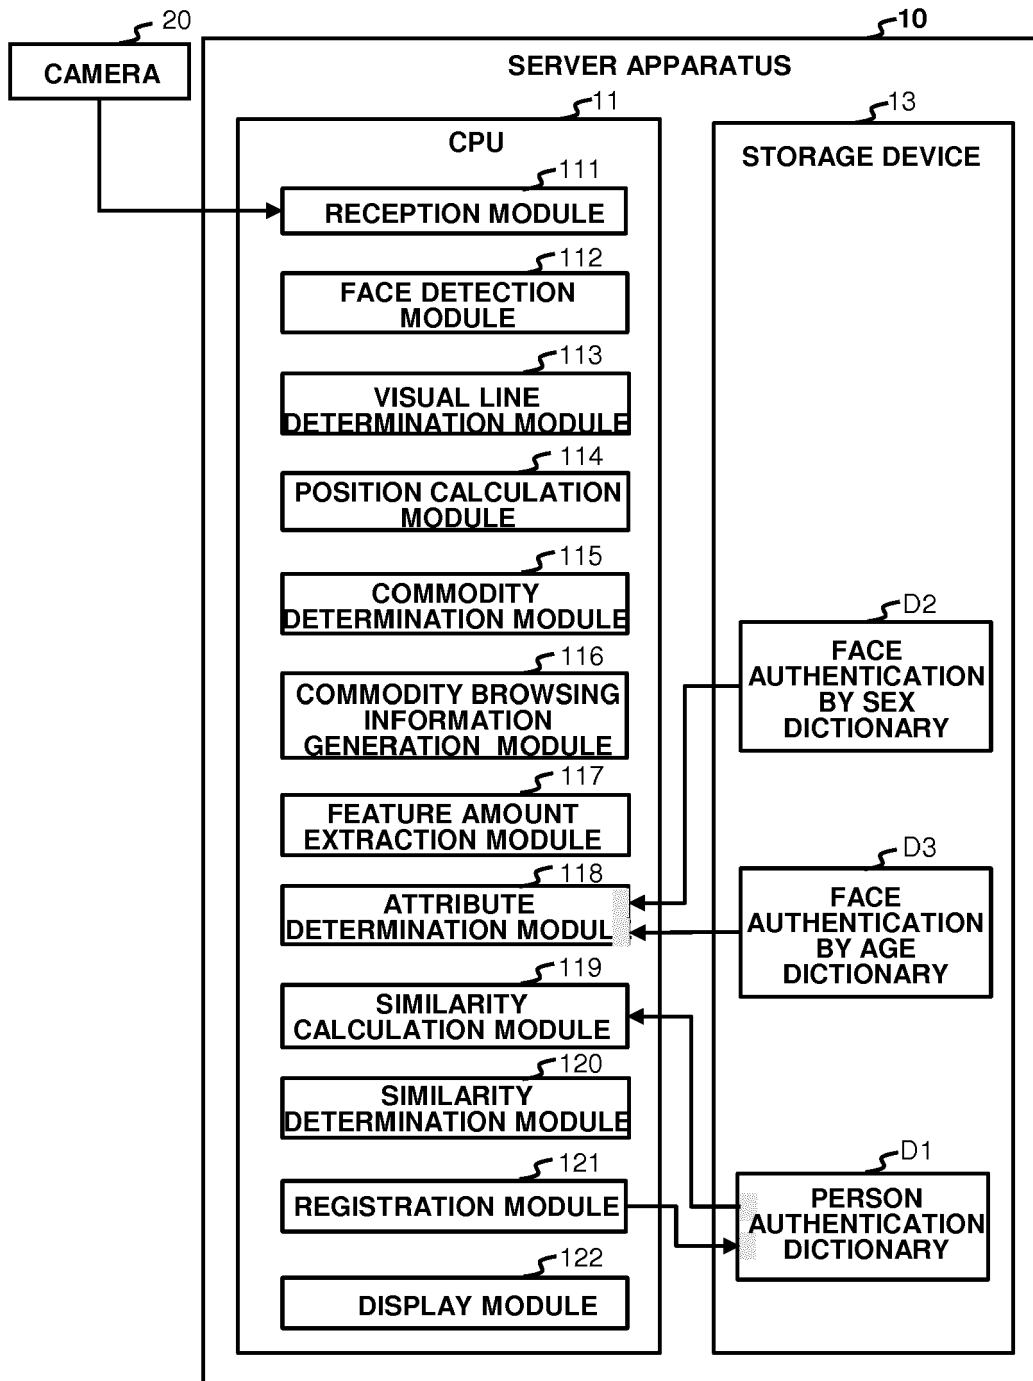 20
10
CAMERA
SERVER APPARATUS
11
13
CPU
STORAGE DEVICE
111
RECEPTION MODULE
112
FACE DETECTION
MODULE
113
VISUAL LINE
DETERMINATION MODULE
114
POSITION CALCULATION
MODULE
115
COMMODITY
DETERMINATION MODULE
116
COMMODITY BROWSING
INFORMATION
GENERATION MODULE
117
FEATURE AMOUNT
EXTRACTION MODULE
118
ATTRIBUTE
DETERMINATION MODUL
119
SIMILARITY
CALCULATION MODULE
120
SIMILARITY
DETERMINATION MODULE
121
REGISTRATION MODULE
122
DISPLAY MODULE
D2
FACE
AUTHENTICATION
BY SEX
DICTIONARY
D3
FACE
AUTHENTICATION
BY AGE
DICTIONARY
D1
PERSON
AUTHENTICATION
DICTIONARY